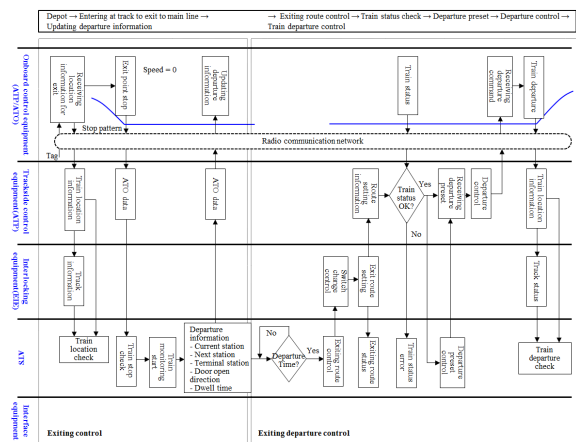 Depot → Entering at track to exit to main line →
Updating departure information
→ Exiting route control → Train status check → Departure preset → Departure control →
Train departure control
Onboard control equipment
(ATP/ATO)
Receiving
location
information for
exit
Exit point stop
Speed = 0
Updating
departure
information
Train status
Receiving
departure
command
Train departure
Stop pattern
Radio communication network
Tag
Trackside control
equipment(ATP)
Train location
information
ATO data
ATO data
Route
setting
information
Train
status
OK?
Yes
No
Receiving
departure
preset
Departure
control
Train location
information
Interlocking
equipment(EIE)
Track
information
Switch
change
control
Exit route
setting
Track status
ATS
Train
location
check
Train stop
check
Train
monitoring
start
Departure
information
- Current station
- Next station
- Terminal station
- Door open
direction
- Dwell time
No
Departure
Time?
Yes
Exiting route
control
Exiting route
status
Train status
error
Departure
preset
control
Train
departure
check
Interface
equipment
Exiting control
Exiting departure control